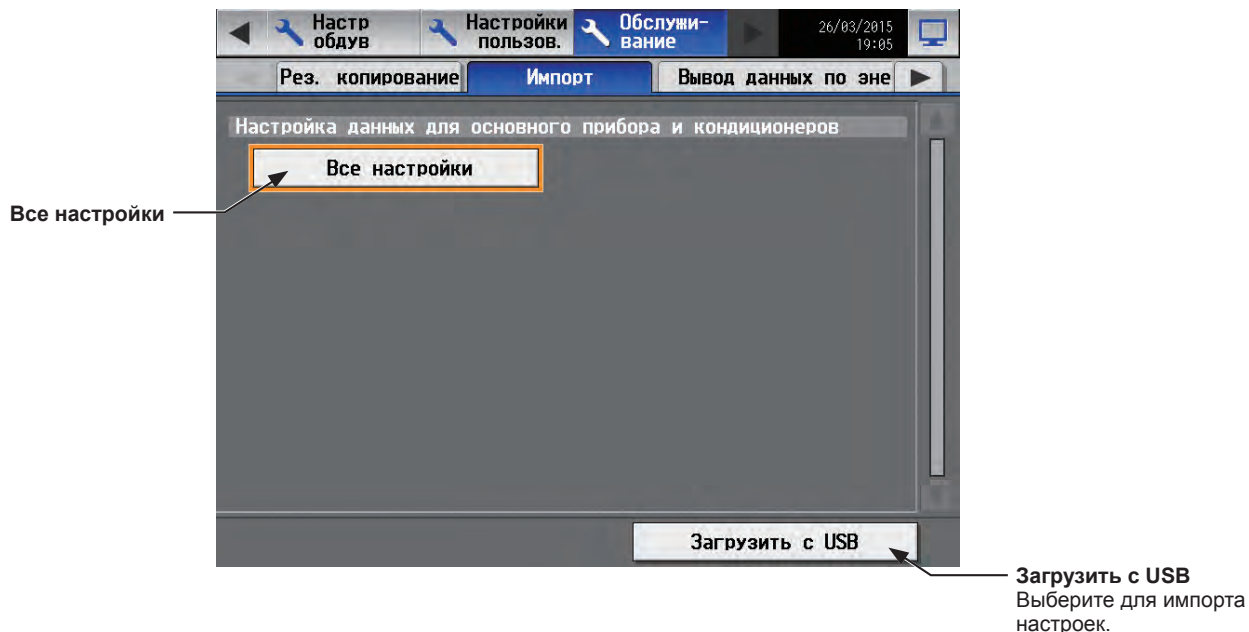 Настр обдув
Настройки пользов.
Обслужи-вание
26/03/2015
19:05
Рез. копирование
Импорт
Вывод данных по эне
Настройка данных для основного прибора и кондиционеров
Все настройки
Все настройки
Загрузить с USB
Загрузить с USB
Выберите для импорта
настроек.